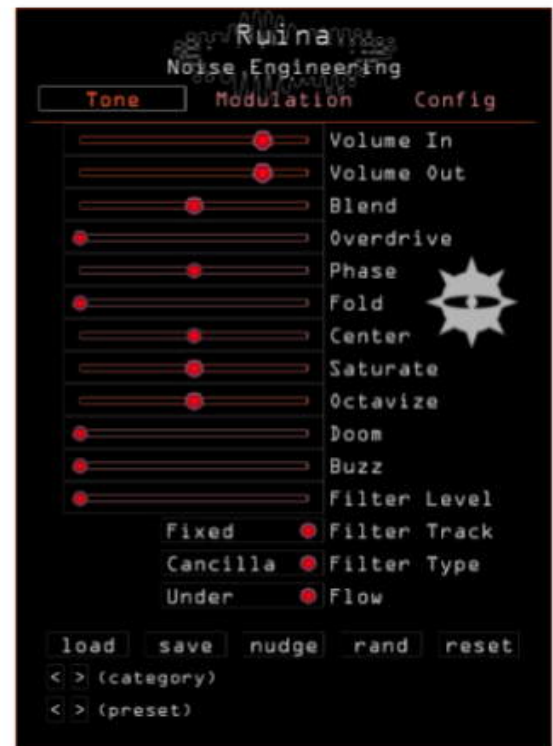 Ruina
Noise Engineering
Tone Modulation Config
Volume In
Volume Out
Blend
Overdrive
Phase
Fold
Center
Saturate
Octavize
Doom
Buzz
Filter Level
Fixed Filter Track
Cancilla Filter Type
Under Flow
load save nudge rand reset
< > (category)
< > (preset)